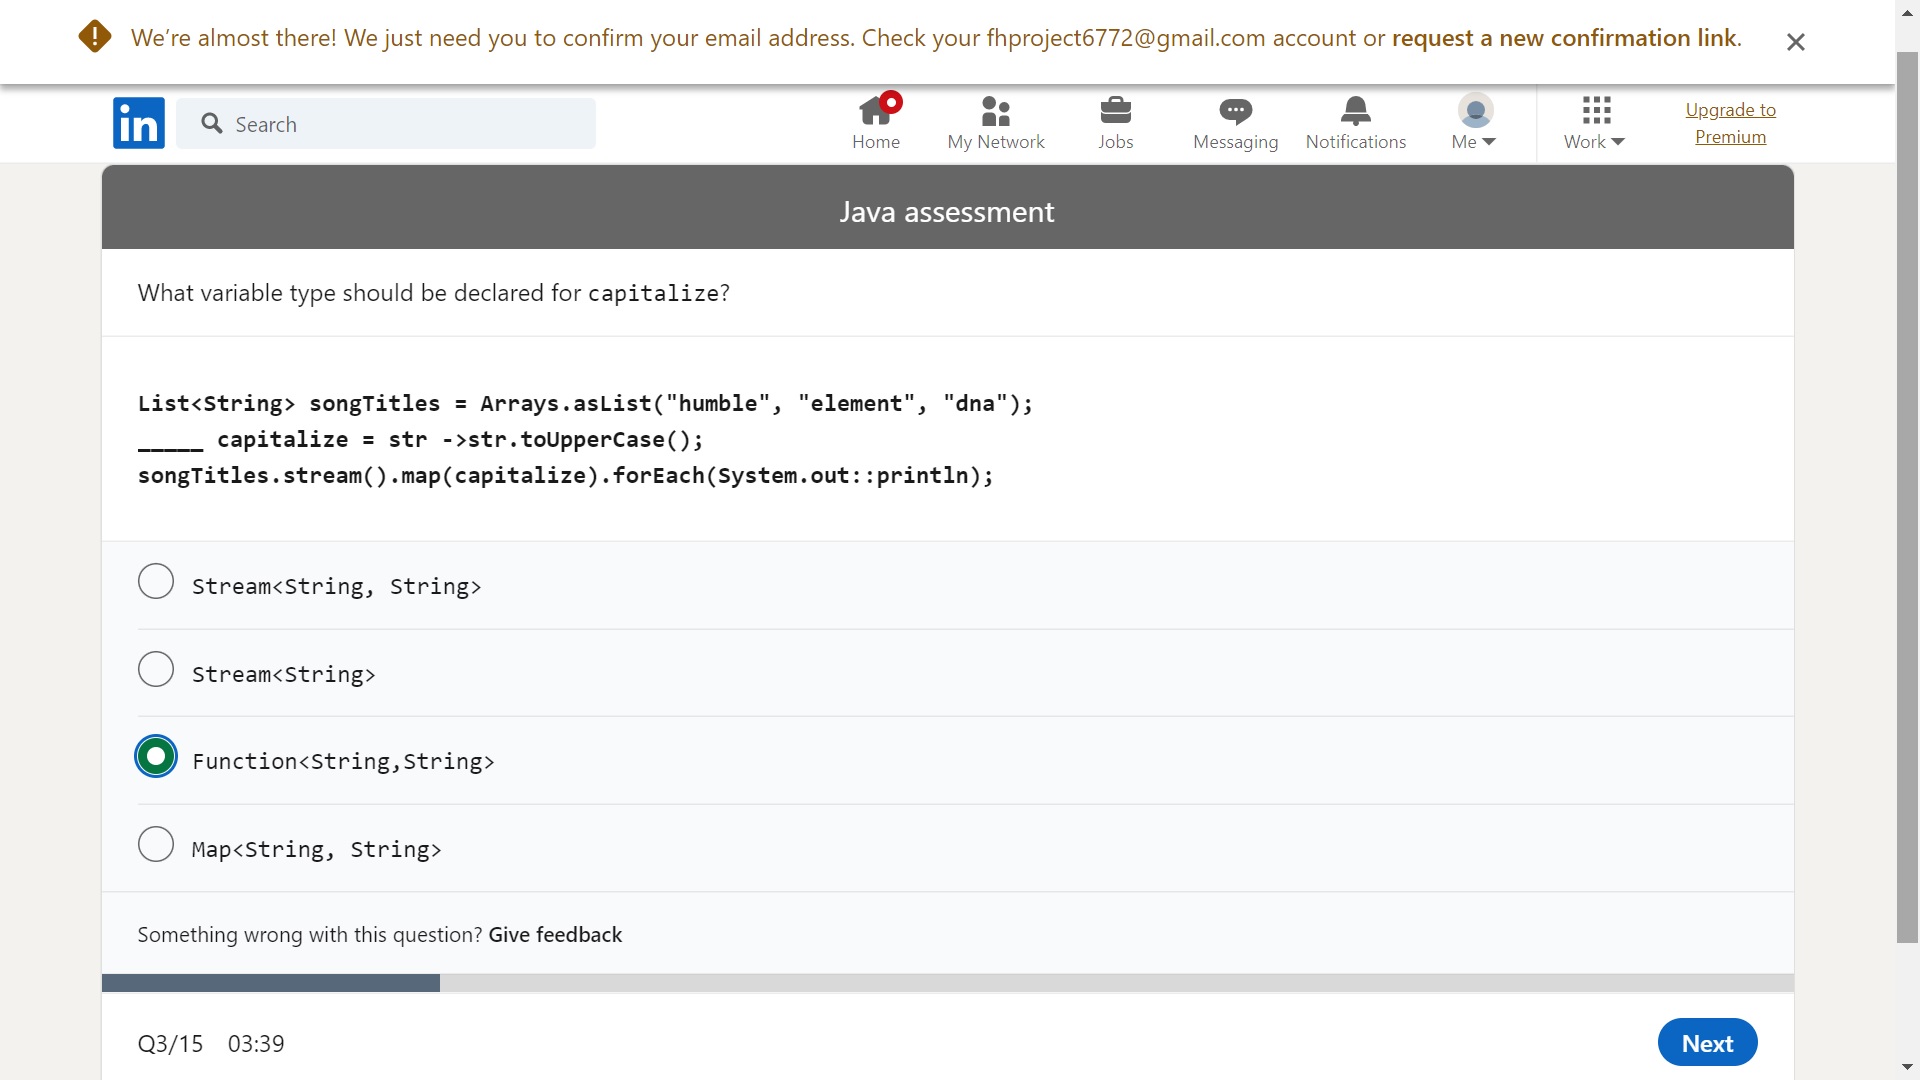 We’re almost there! We just need you to confirm your email address. Check your fhproject6772@gmail.com account or request a new confirmation link.
in
Search
Home
My Network
Jobs
Messaging
Notifications
Me
Work
Upgrade to
Premium
Java assessment
What variable type should be declared for capitalize?
List<String> songTitles = Arrays.asList("humble", "element", "dna");
_____ capitalize = str ->str.toUpperCase();
songTitles.stream().map(capitalize).forEach(System.out::println);
Stream<String, String>
Stream<String>
Function<String,String>
Map<String, String>
Something wrong with this question? Give feedback
Q3/15 03:39
Next